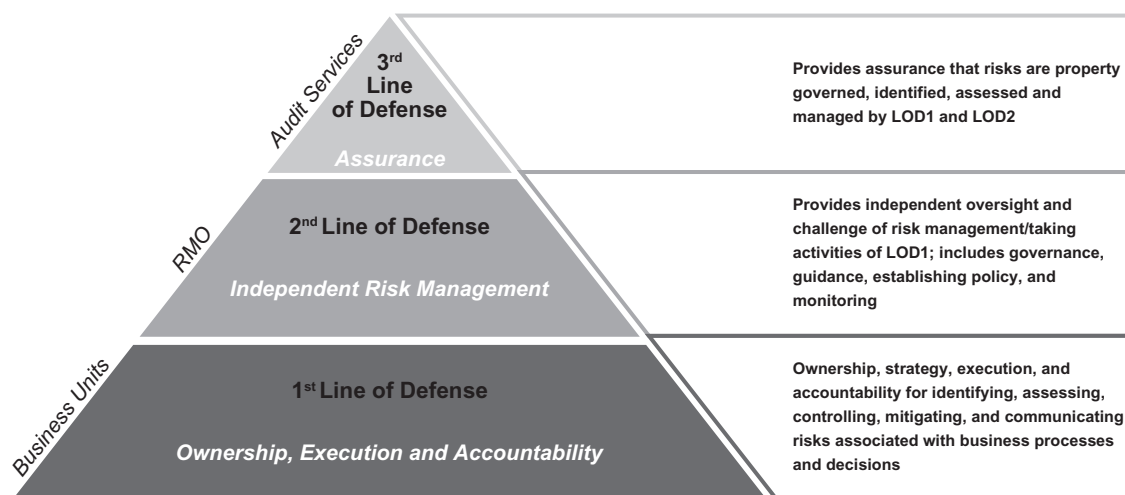 Audit Services
3rd
Line
of Defense
Assurance
Provides assurance that risks are property
governed, identified, assessed and
managed by LOD1 and LOD2
RMO
2nd Line of Defense
Independent Risk Management
Provides independent oversight and
challenge of risk management/taking
activities of LOD1; includes governance,
guidance, establishing policy, and
monitoring
Business Units
1st Line of Defense
Ownership, Execution and Accountability
Ownership, strategy, execution, and
accountability for identifying, assessing,
controlling, mitigating, and communicating
risks associated with business processes
and decisions